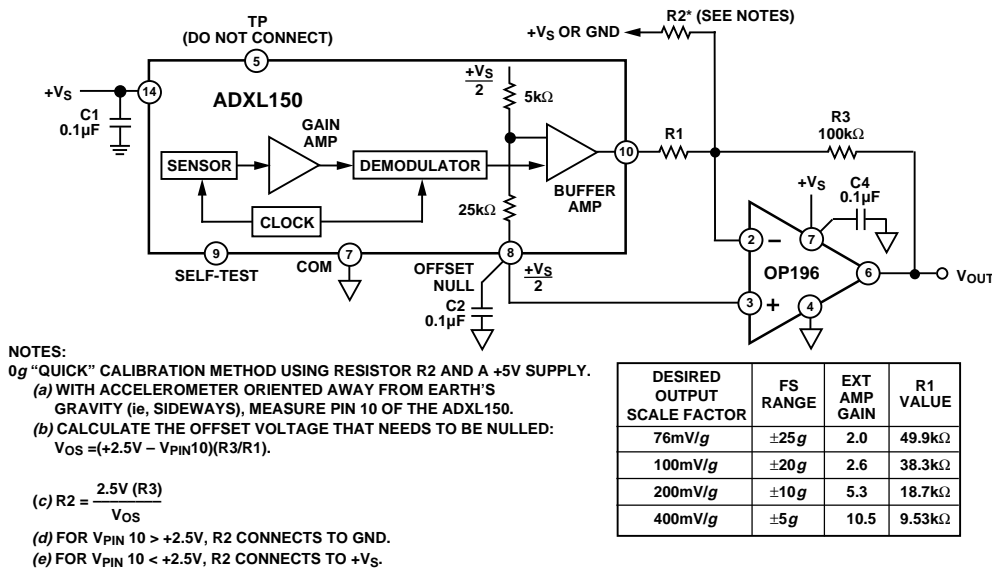 TP
(DO NOT CONNECT)
+VS OR GND
R2* (SEE NOTES)
5
+VS
14
C1
0.1µF
ADXL150
+VS
2
5kΩ
GAIN
AMP
SENSOR
DEMODULATOR
CLOCK
25kΩ
BUFFER
AMP
10
R1
R3
100kΩ
+VS
C4
0.1µF
7
2
−
OP196
6
VOUT
3
+
4
9
SELF-TEST
7
COM
8
OFFSET
NULL
+VS
2
C2
0.1µF
NOTES:
0g “QUICK” CALIBRATION METHOD USING RESISTOR R2 AND A +5V SUPPLY.
(a) WITH ACCELEROMETER ORIENTED AWAY FROM EARTH'S
GRAVITY (ie, SIDEWAYS), MEASURE PIN 10 OF THE ADXL150.
(b) CALCULATE THE OFFSET VOLTAGE THAT NEEDS TO BE NULLED:
VOS =(+2.5V – VPIN10)(R3/R1).
(c) R2 = 2.5V (R3)
VOS
(d) FOR VPIN 10 > +2.5V, R2 CONNECTS TO GND.
(e) FOR VPIN 10 < +2.5V, R2 CONNECTS TO +VS.
DESIRED OUTPUT SCALE FACTOR FS RANGE EXT AMP GAIN R1 VALUE
76mV/g ±25g 2.0 49.9kΩ
100mV/g ±20g 2.6 38.3kΩ
200mV/g ±10g 5.3 18.7kΩ
400mV/g ±5g 10.5 9.53kΩ